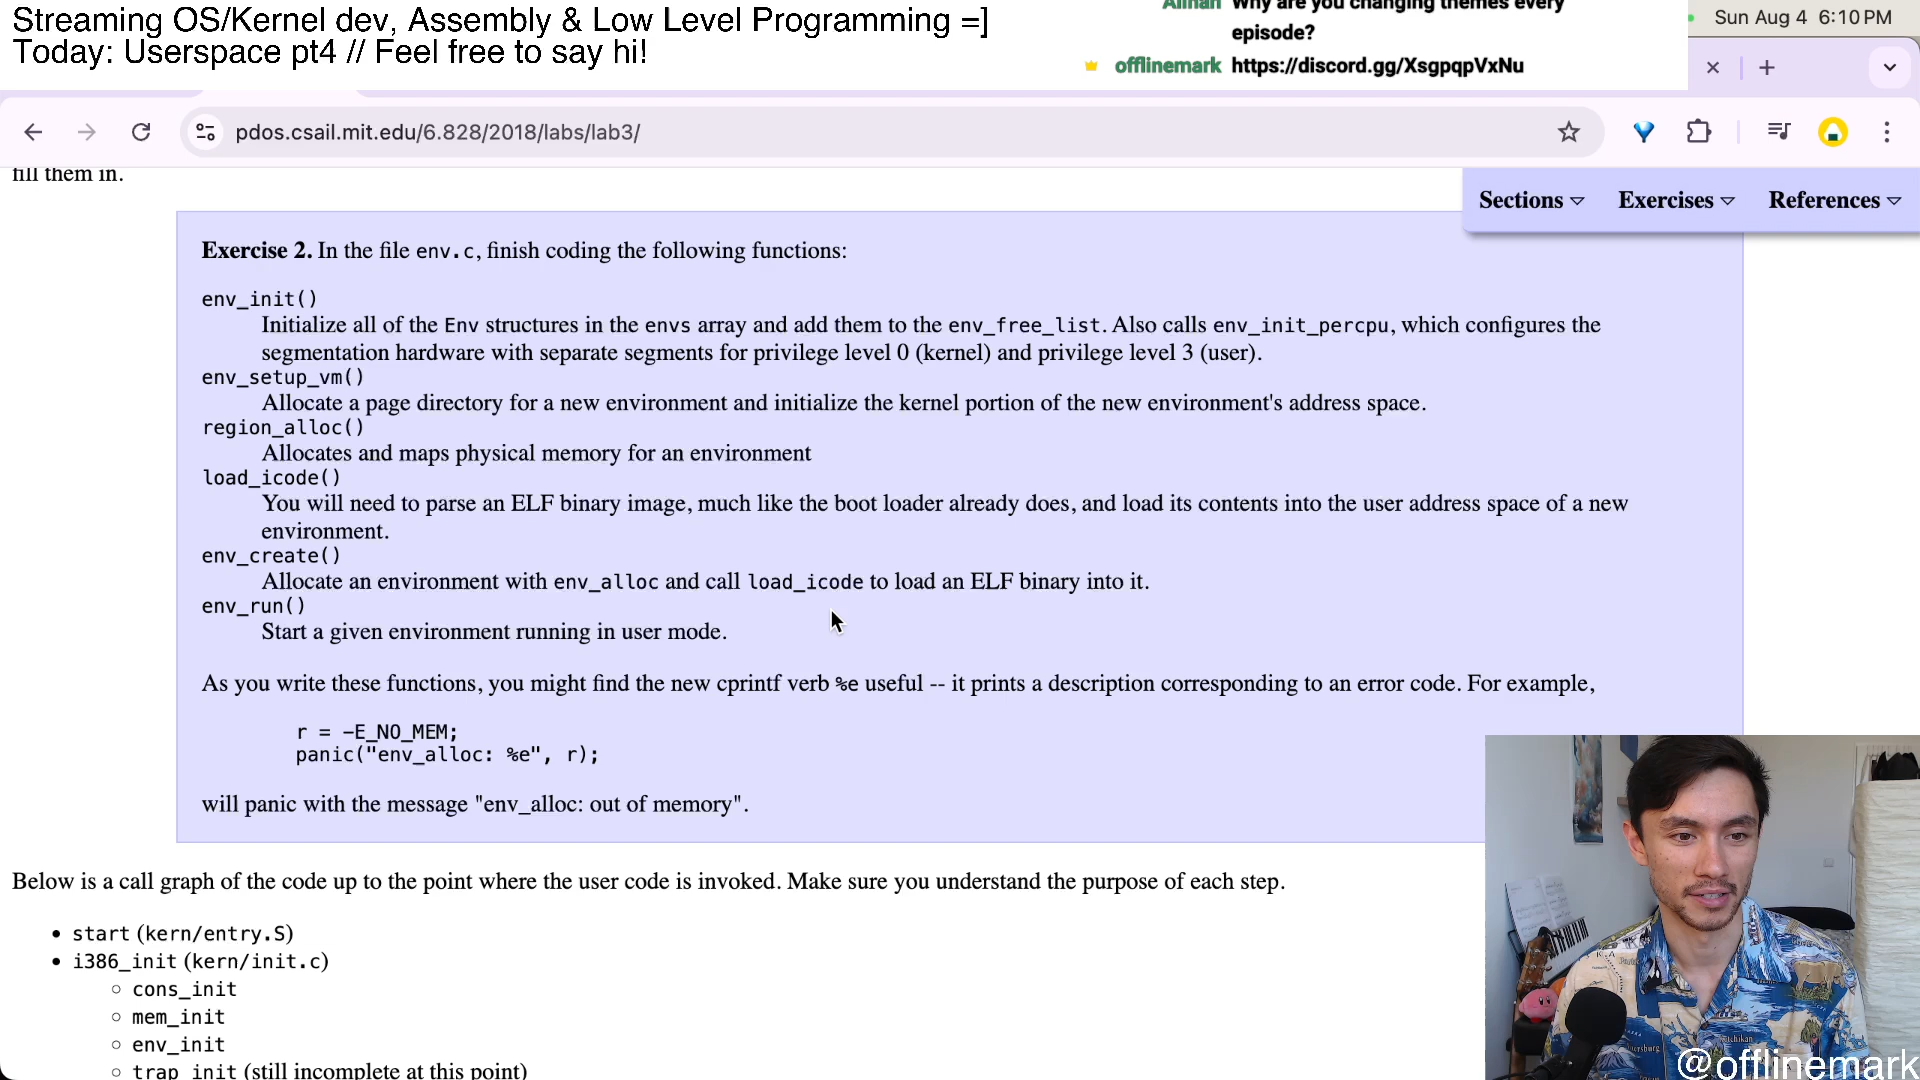 Streaming OS/Kernel dev, Assembly & Low Level Programming =]
Today: Userspace pt4 // Feel free to say hi!
Why are you changing themes every
episode?
offlinemark https://discord.gg/XsgpqpVxNu
Sun Aug 4 6:10 PM
pdos.csail.mit.edu/6.828/2018/labs/lab3/
fill them in.
Sections Exercises References
Exercise 2. In the file env.c, finish coding the following functions:
env_init()
Initialize all of the Env structures in the envs array and add them to the env_free_list. Also calls env_init_percpu, which configures the
segmentation hardware with separate segments for privilege level 0 (kernel) and privilege level 3 (user).
env_setup_vm()
Allocate a page directory for a new environment and initialize the kernel portion of the new environment's address space.
region_alloc()
Allocates and maps physical memory for an environment
load_icode()
You will need to parse an ELF binary image, much like the boot loader already does, and load its contents into the user address space of a new
environment.
env_create()
Allocate an environment with env_alloc and call load_icode to load an ELF binary into it.
env_run()
Start a given environment running in user mode.
As you write these functions, you might find the new cprintf verb %e useful -- it prints a description corresponding to an error code. For example,
r = -E_NO_MEM;
panic("env_alloc: %e", r);
will panic with the message "env_alloc: out of memory".
Below is a call graph of the code up to the point where the user code is invoked. Make sure you understand the purpose of each step.
• start (kern/entry.S)
• i386_init (kern/init.c)
◦ cons_init
◦ mem_init
◦ env_init
◦ trap_init (still incomplete at this point)
@offlinemark